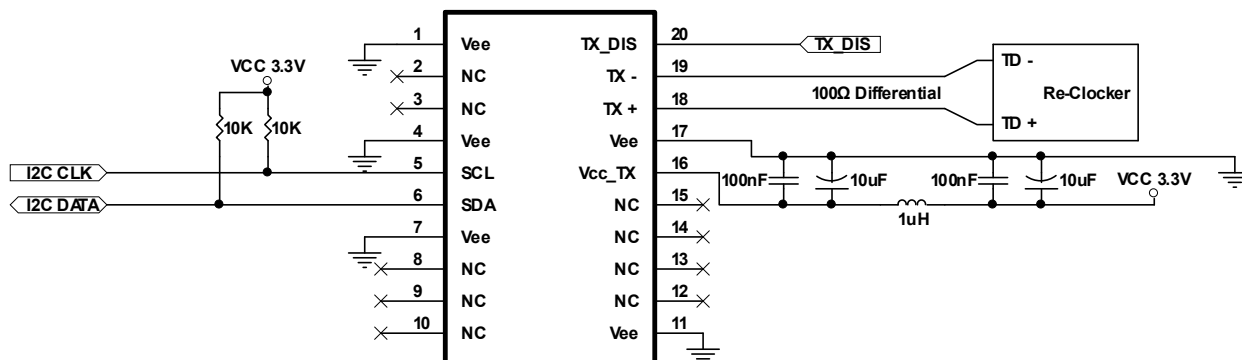 1 Vee
2 NC
3 NC
4 Vee
5 SCL
6 SDA
7 Vee
8 NC
9 NC
10 NC
VCC 3.3V
10K 10K
I2C CLK
I2C DATA
TX_DIS 20 TX_DIS
TX - 19
TX + 18
Vee 17
Vcc_TX 16
NC 15
NC 14
NC 13
NC 12
Vee 11
100Ω Differential
TD -
Re-Clocker
TD +
100nF 10uF 100nF 10uF
VCC 3.3V
1uH